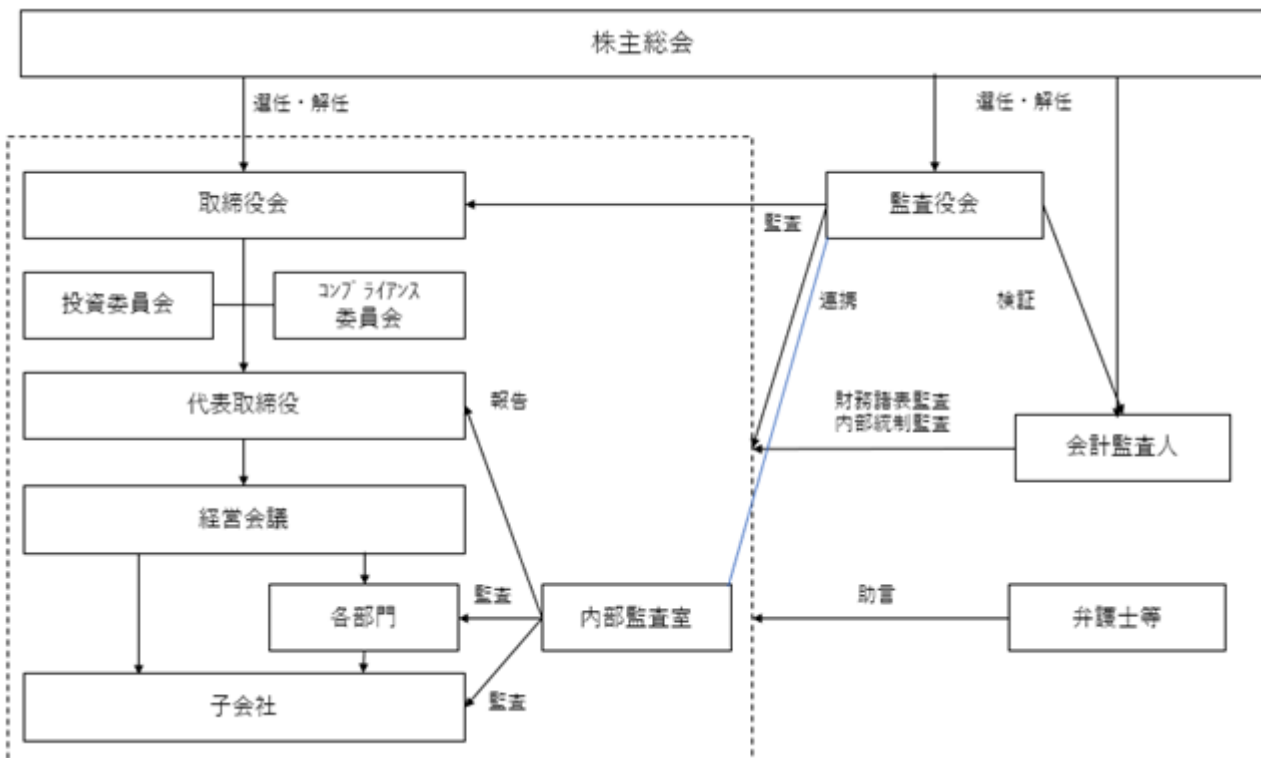 株主総会
選任・解任
選任・解任
取締役会
監査役会
監査
投資委員会
コンプライアンス
委員会
連携
検証
代表取締役
報告
財務諸表監査
内部統制監査
会計監査人
経営会議
各部門
監査
内部監査室
助言
弁護士等
子会社
監査